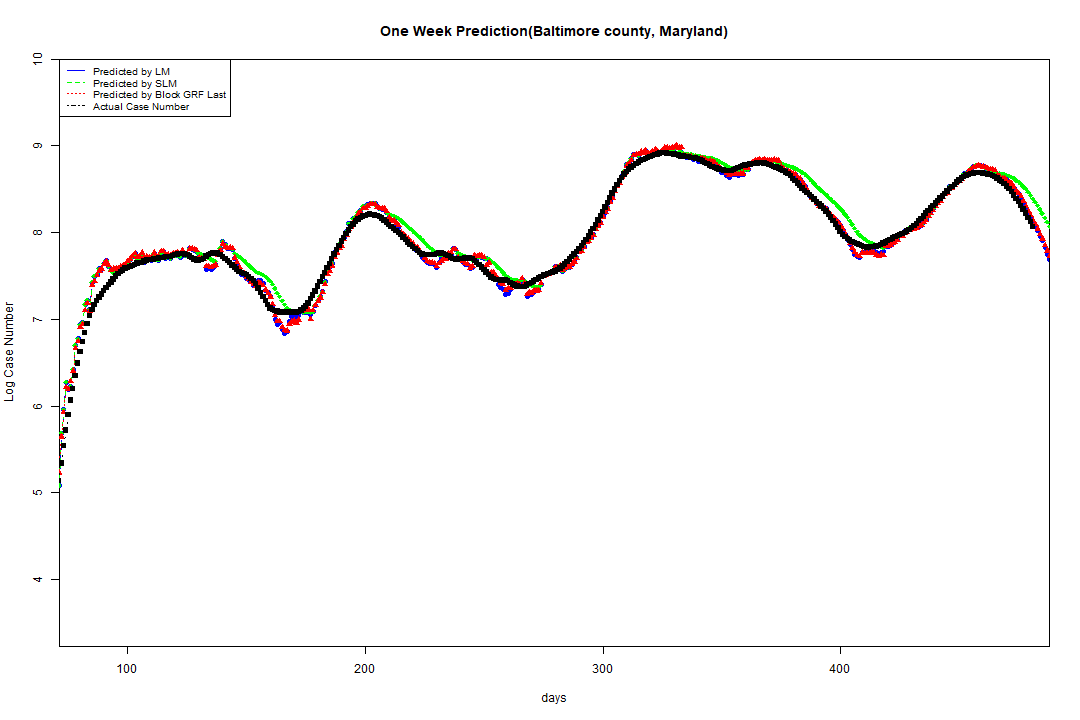 One Week Prediction(Baltimore county, Maryland)
Predicted by LM
Predicted by SLM
Predicted by Block GRF Last
Actual Case Number
10
9
8
7
6
5
4
Log Case Number
100 200 300 400
days